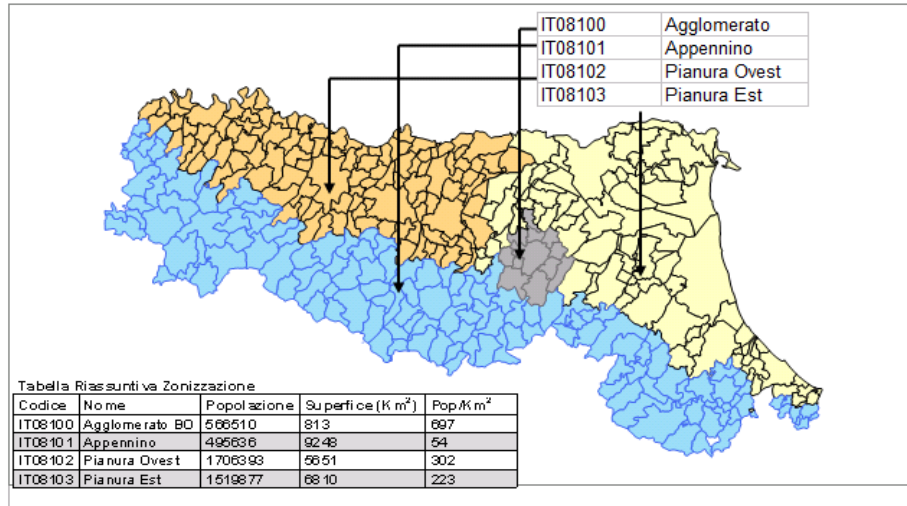 IT08100 Agglomerato
IT08101 Appennino
IT08102 Pianura Ovest
IT08103 Pianura Est
Tabella Riassuntiva Zonizzazione
Codice Nome Popolazione Superfice (Km²) Pop/Km²
IT08100 Agglomerato BO 566510 813 697
IT08101 Appennino 495636 9248 54
IT08102 Pianura Ovest 1706393 5651 302
IT08103 Pianura Est 1519877 6810 223